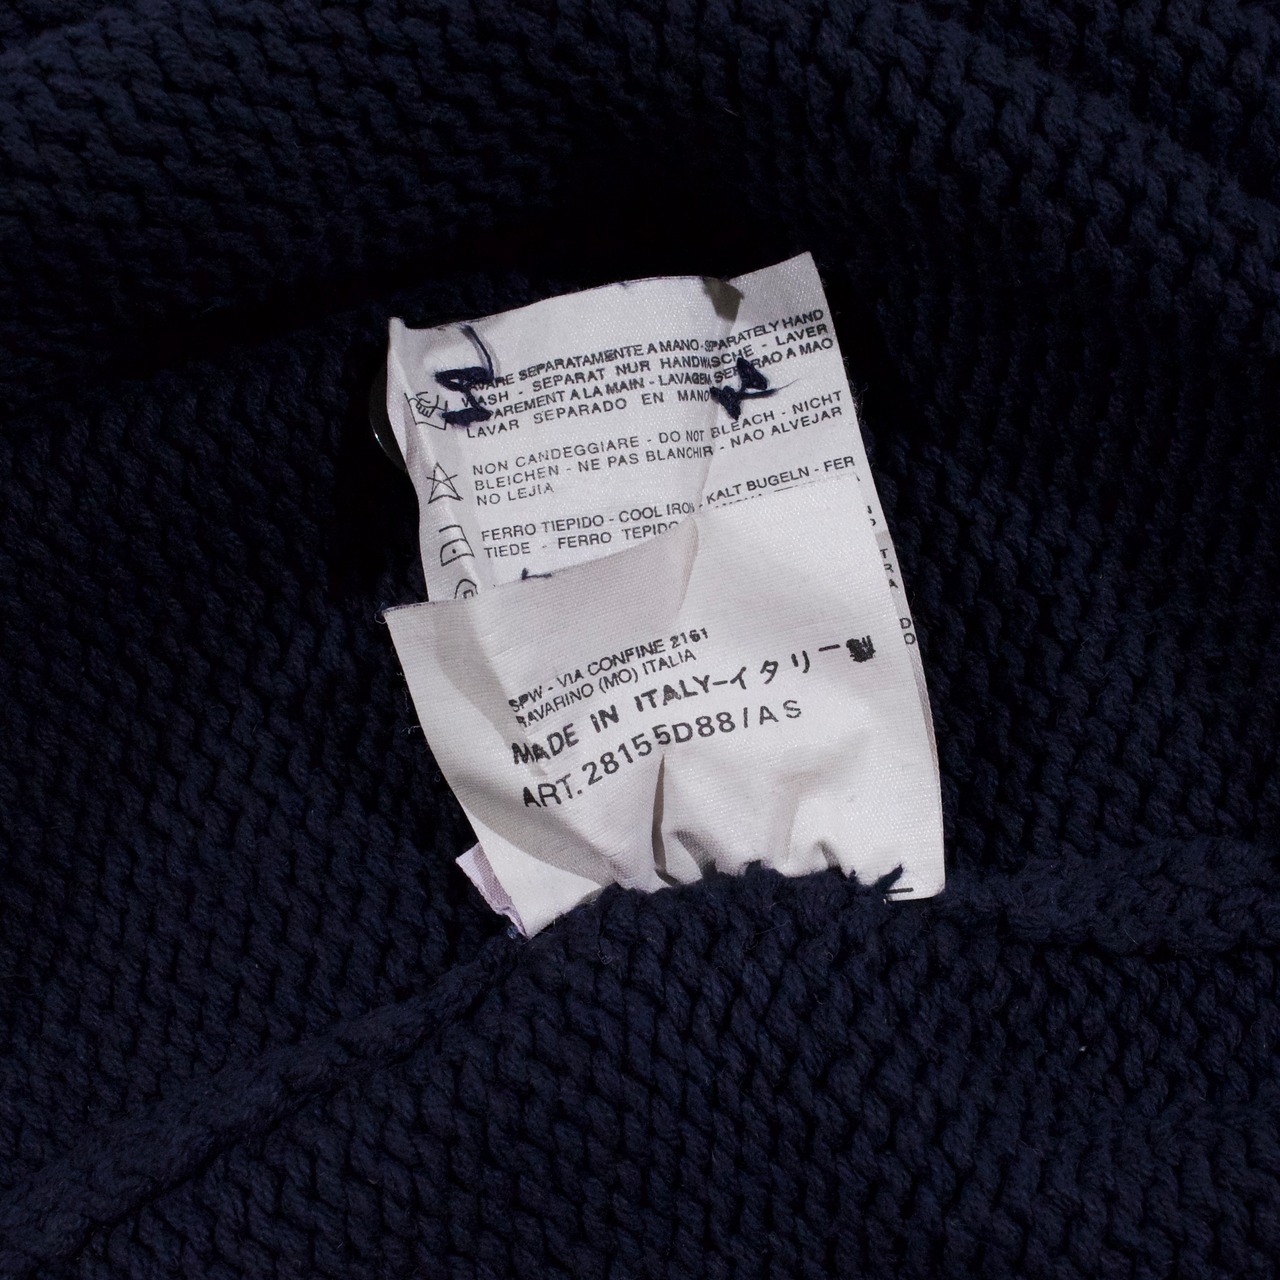 LAVARE SEPARATAMENTE A MANO - SEPARATELY HAND
WASH - SEPARAT NUR HANDWASCHE - LAVER
SEPAREMENT A LA MAIN - LAVAGEM SEPARAO A MAO
LAVAR SEPARADO EN MANO
NON CANDEGGIARE - DO NOT BLEACH - NICHT
BLEICHEN - NE PAS BLANCHIR - NAO ALVEJAR
NO LEJIA
FERRO TIEPIDO - COOL IRON - KALT BUGELN - FER
TIEDE - FERRO TEPIDO
SPW - VIA CONFINE 2161
RAVARINO (MO) ITALIA
MADE IN ITALY-イタリー製
ART. 28155D88/AS